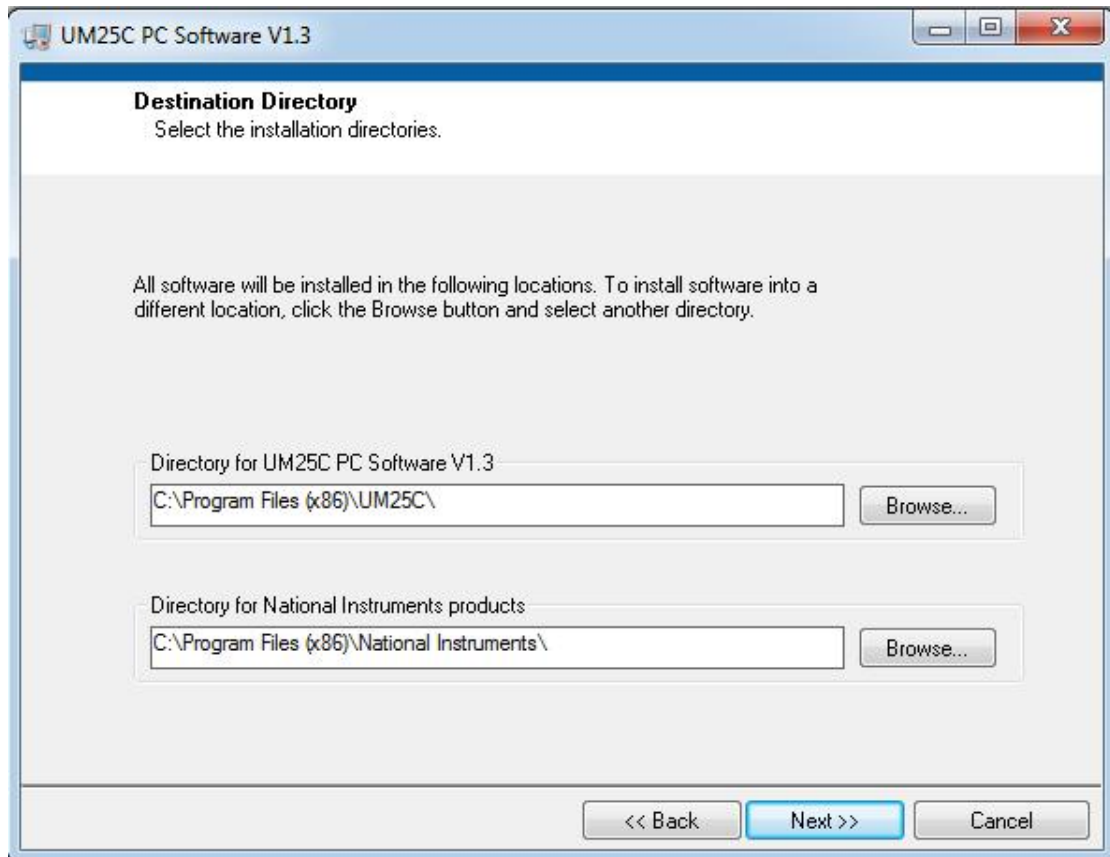 UM25C PC Software V1.3
Destination Directory
Select the installation directories.
All software will be installed in the following locations. To install software into a
different location, click the Browse button and select another directory.
Directory for UM25C PC Software V1.3
C:\Program Files (x86)\UM25C\
Browse...
Directory for National Instruments products
C:\Program Files (x86)\National Instruments\
Browse...
<< Back
Next >>
Cancel